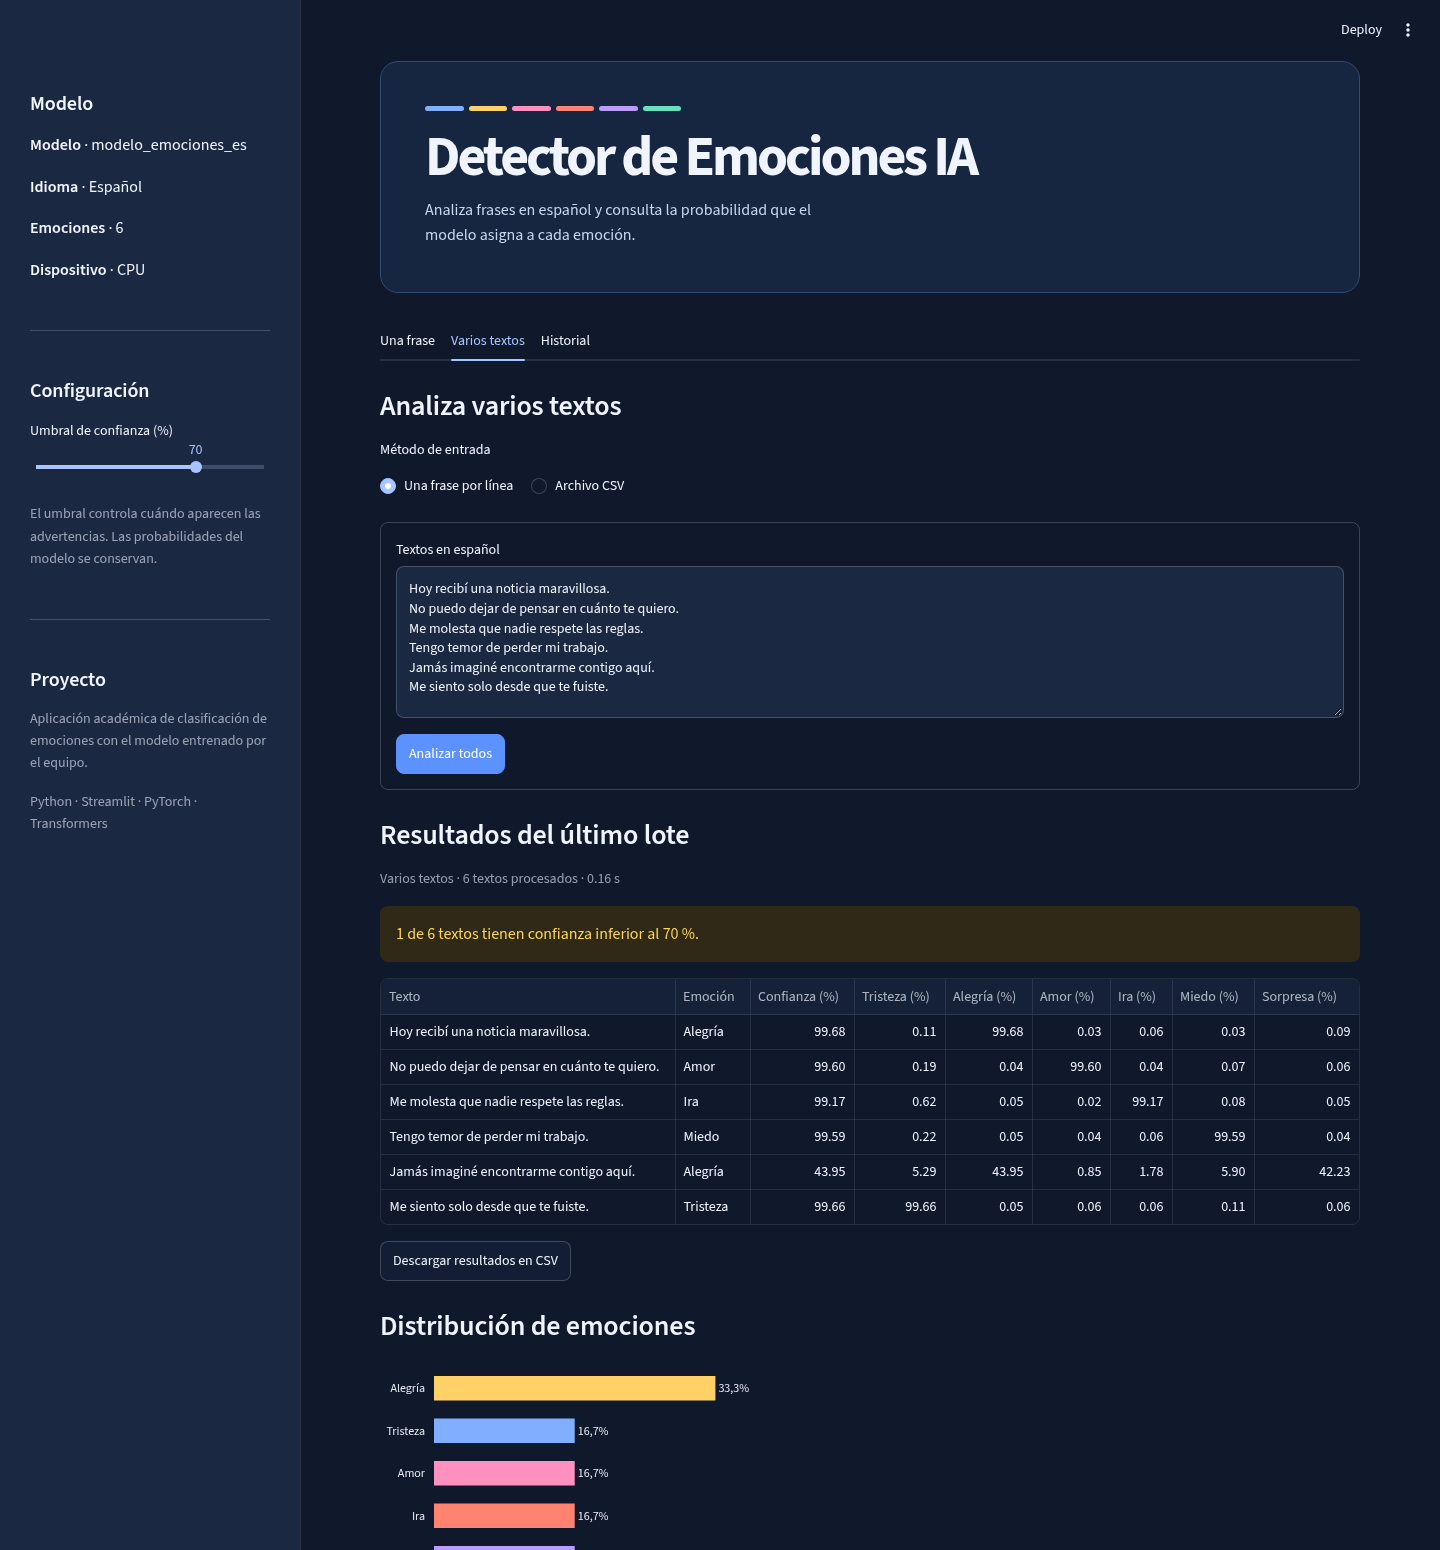 Deploy
Modelo
Modelo · modelo_emociones_es
Idioma · Español
Emociones · 6
Dispositivo · CPU
Configuración
Umbral de confianza (%)
70
El umbral controla cuándo aparecen las
advertencias. Las probabilidades del
modelo se conservan.
Proyecto
Aplicación académica de clasificación de
emociones con el modelo entrenado por
el equipo.
Python · Streamlit · PyTorch ·
Transformers
Detector de Emociones IA
Analiza frases en español y consulta la probabilidad que el
modelo asigna a cada emoción.
Una frase Varios textos Historial
Analiza varios textos
Método de entrada
Una frase por línea Archivo CSV
Textos en español
Hoy recibí una noticia maravillosa.
No puedo dejar de pensar en cuánto te quiero.
Me molesta que nadie respete las reglas.
Tengo temor de perder mi trabajo.
Jamás imaginé encontrarme contigo aquí.
Me siento solo desde que te fuiste.
Analizar todos
Resultados del último lote
Varios textos · 6 textos procesados · 0.16 s
1 de 6 textos tienen confianza inferior al 70 %.
Texto Emoción Confianza (%) Tristeza (%) Alegría (%) Amor (%) Ira (%) Miedo (%) Sorpresa (%)
Hoy recibí una noticia maravillosa. Alegría 99.68 0.11 99.68 0.03 0.06 0.03 0.09
No puedo dejar de pensar en cuánto te quiero. Amor 99.60 0.19 0.04 99.60 0.04 0.07 0.06
Me molesta que nadie respete las reglas. Ira 99.17 0.62 0.05 0.02 99.17 0.08 0.05
Tengo temor de perder mi trabajo. Miedo 99.59 0.22 0.05 0.04 0.06 99.59 0.04
Jamás imaginé encontrarme contigo aquí. Alegría 43.95 5.29 43.95 0.85 1.78 5.90 42.23
Me siento solo desde que te fuiste. Tristeza 99.66 99.66 0.05 0.06 0.06 0.11 0.06
Descargar resultados en CSV
Distribución de emociones
Alegría 33,3%
Tristeza 16,7%
Amor 16,7%
Ira 16,7%